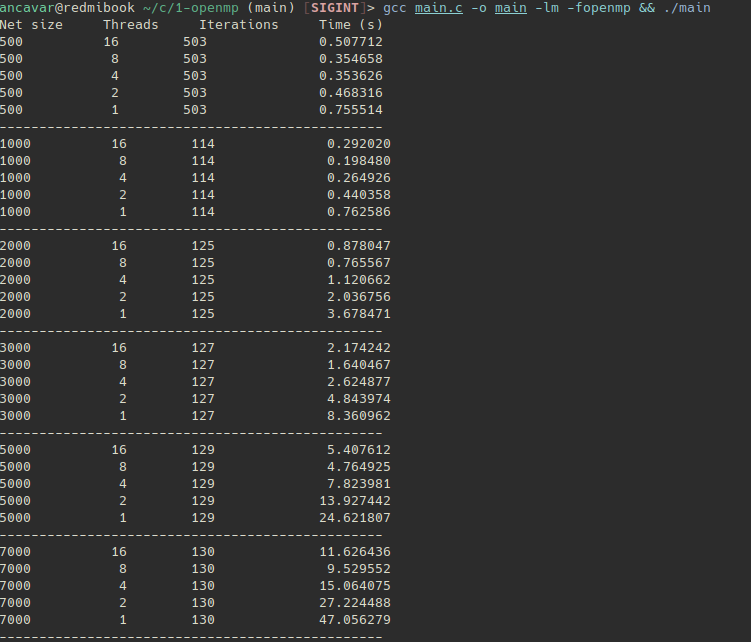 ancavar@redmibook ~/c/1-openmp (main) [SIGINT]> gcc main.c -o main -lm -fopenmp && ./main
Net size     Threads     Iterations     Time (s)
500          16        503              0.507712
500           8        503              0.354658
500           4        503              0.353626
500           2        503              0.468316
500           1        503              0.755514
------------------------------------------------
1000          16        114              0.292020
1000           8        114              0.198480
1000           4        114              0.264926
1000           2        114              0.440358
1000           1        114              0.762586
------------------------------------------------
2000          16        125              0.878047
2000           8        125              0.765567
2000           4        125              1.120662
2000           2        125              2.036756
2000           1        125              3.678471
------------------------------------------------
3000          16        127              2.174242
3000           8        127              1.640467
3000           4        127              2.624877
3000           2        127              4.843974
3000           1        127              8.360962
------------------------------------------------
5000          16        129              5.407612
5000           8        129              4.764925
5000           4        129              7.823981
5000           2        129             13.927442
5000           1        129             24.621807
------------------------------------------------
7000          16        130             11.626436
7000           8        130              9.529552
7000           4        130             15.064075
7000           2        130             27.224488
7000           1        130             47.056279
------------------------------------------------